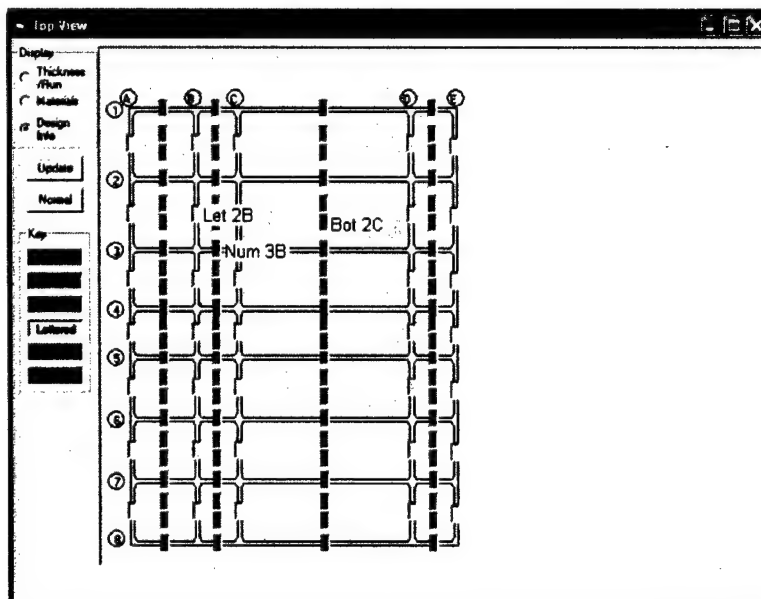 Top View
Display
Thickness
/Run
Materials
Design
Info
Update
Normal
Key
Lettered
A B C D E
1
2
3
4
5
6
7
8
Let 2B
Bot 2C
Num 3B